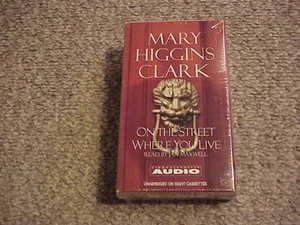 MARY
HIGGINS
CLARK
ON THE STREET
WHERE YOU LIVE
READ BY JAN MAXWELL
AUDIO
UNABRIDGED ON EIGHT CASSETTES